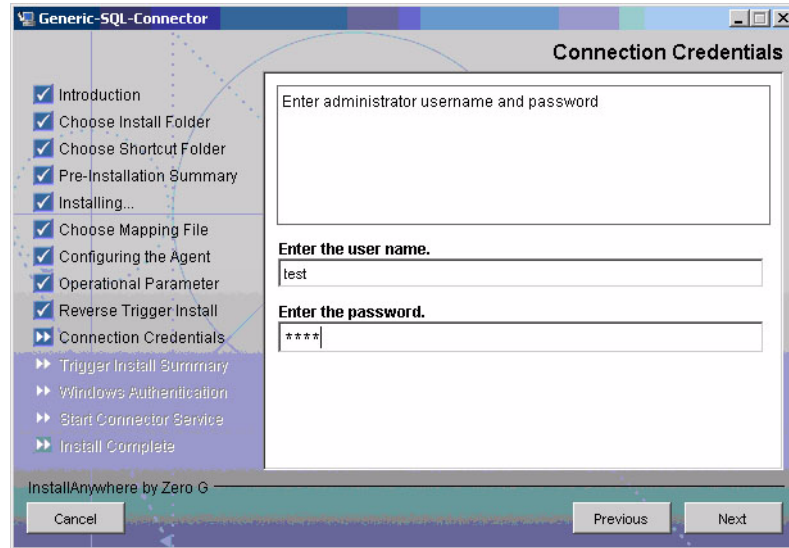 Generic-SQL-Connector
Connection Credentials
Introduction
Choose Install Folder
Choose Shortcut Folder
Pre-Installation Summary
Installing...
Choose Mapping File
Configuring the Agent
Operational Parameter
Reverse Trigger Install
Connection Credentials
Trigger Install Summary
Windows Authentication
Start Connector Service
Install Complete
Enter administrator username and password
Enter the user name.
test
Enter the password.
****
InstallAnywhere by Zero G
Cancel
Previous
Next